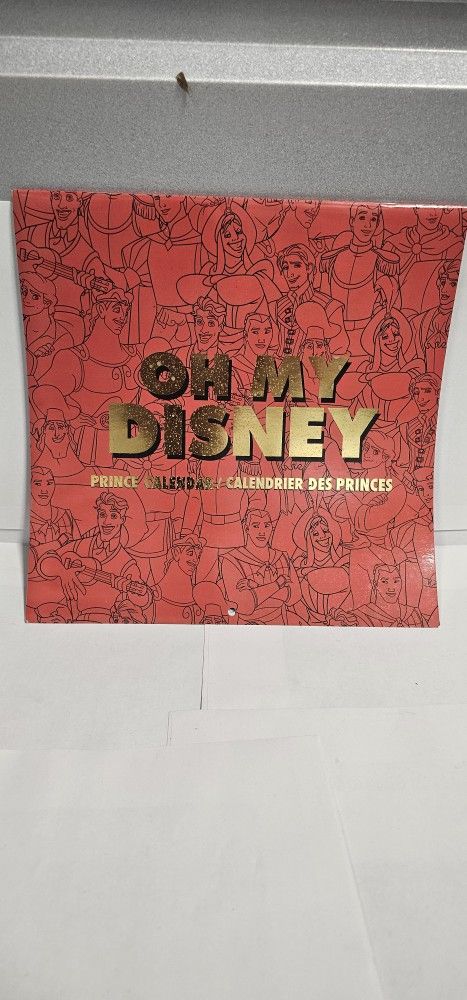 OH MY
DISNEY
PRINCE CALENDAR / CALENDRIER DES PRINCES